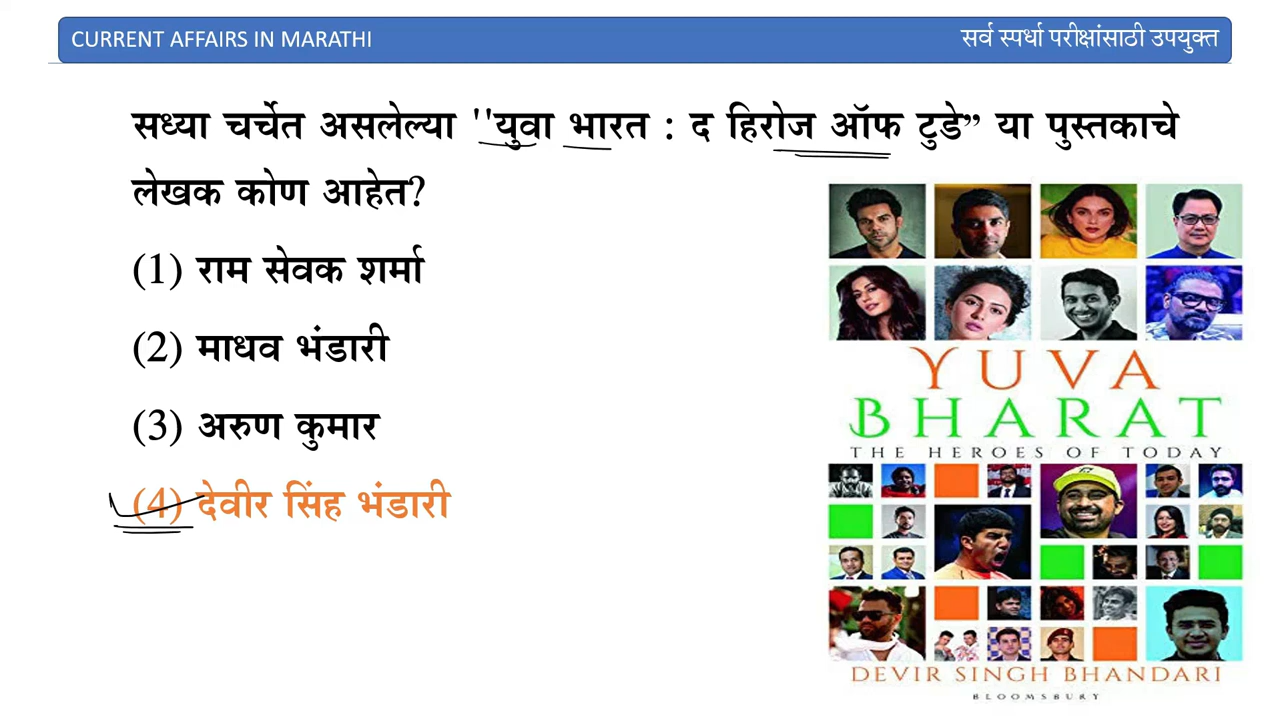 CURRENT AFFAIRS IN MARATHI
सर्व स्पर्धा परीक्षांसाठी उपयुक्त
सध्या चर्चेत असलेल्या ''युवा भारत : द हिरोज ऑफ टुडे” या पुस्तकाचे
लेखक कोण आहेत?
(1) राम सेवक शर्मा
(2) माधव भंडारी
(3) अरुण कुमार
(4) देवीर सिंह भंडारी
YUVA
BHARAT
THE HEROES OF TODAY
DEVIR SINGH BHANDARI
BLOOMSBURY